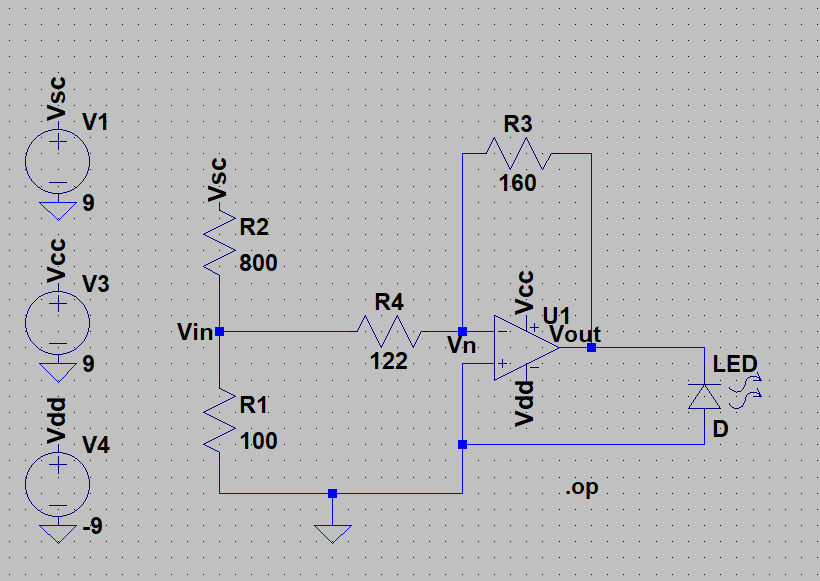 Vsc
V1
9
Vcc
V3
9
Vdd
V4
-9
Vsc
R2
800
Vin
R1
100
R4
122
R3
160
Vn
Vcc
U1
Vout
Vdd
LED
D
.op